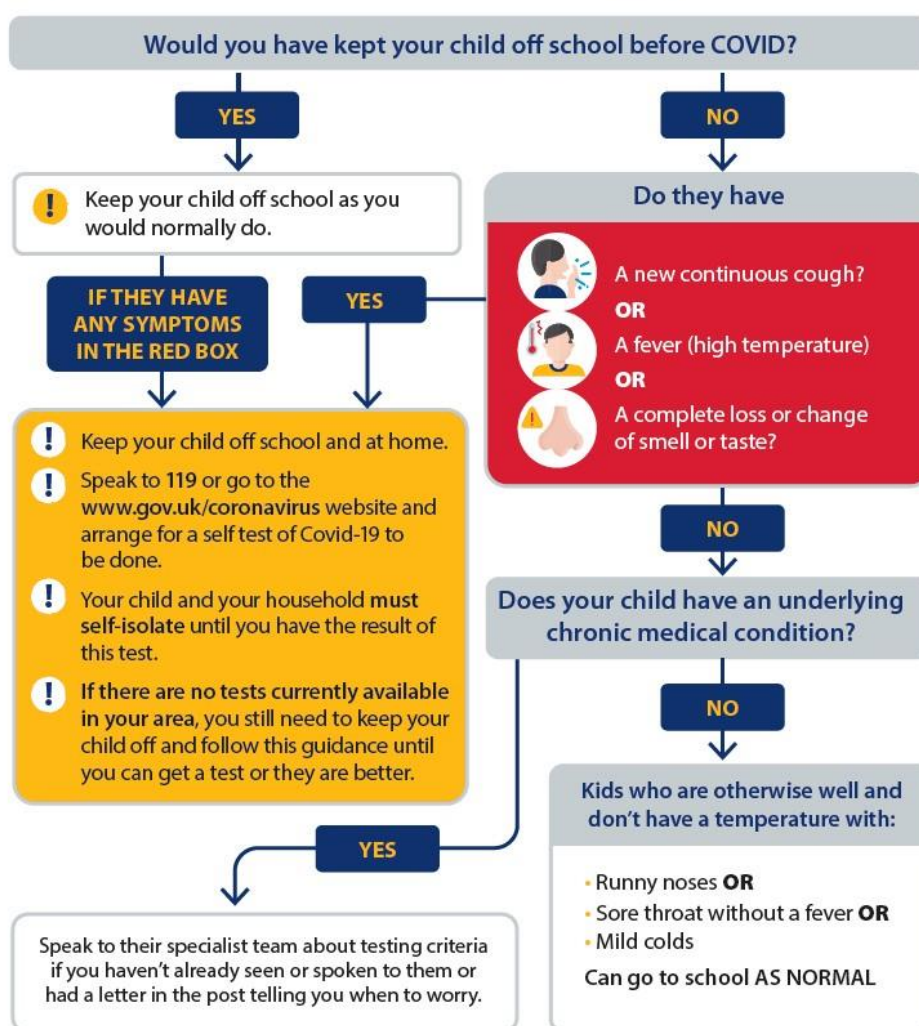 Would you have kept your child off school before COVID?
YES
NO
Keep your child off school as you
would normally do.
Do they have
A new continuous cough?
OR
A fever (high temperature)
OR
A complete loss or change
of smell or taste?
IF THEY HAVE
ANY SYMPTOMS
IN THE RED BOX
YES
Keep your child off school and at home.
Speak to 119 or go to the
www.gov.uk/coronavirus website and
arrange for a self test of Covid-19 to
be done.
Your child and your household must
self-isolate until you have the result of
this test.
If there are no tests currently available
in your area, you still need to keep your
child off and follow this guidance until
you can get a test or they are better.
NO
Does your child have an underlying
chronic medical condition?
YES
NO
Speak to their specialist team about testing criteria
if you haven't already seen or spoken to them or
had a letter in the post telling you when to worry.
Kids who are otherwise well and
don't have a temperature with:
• Runny noses OR
• Sore throat without a fever OR
• Mild colds
Can go to school AS NORMAL